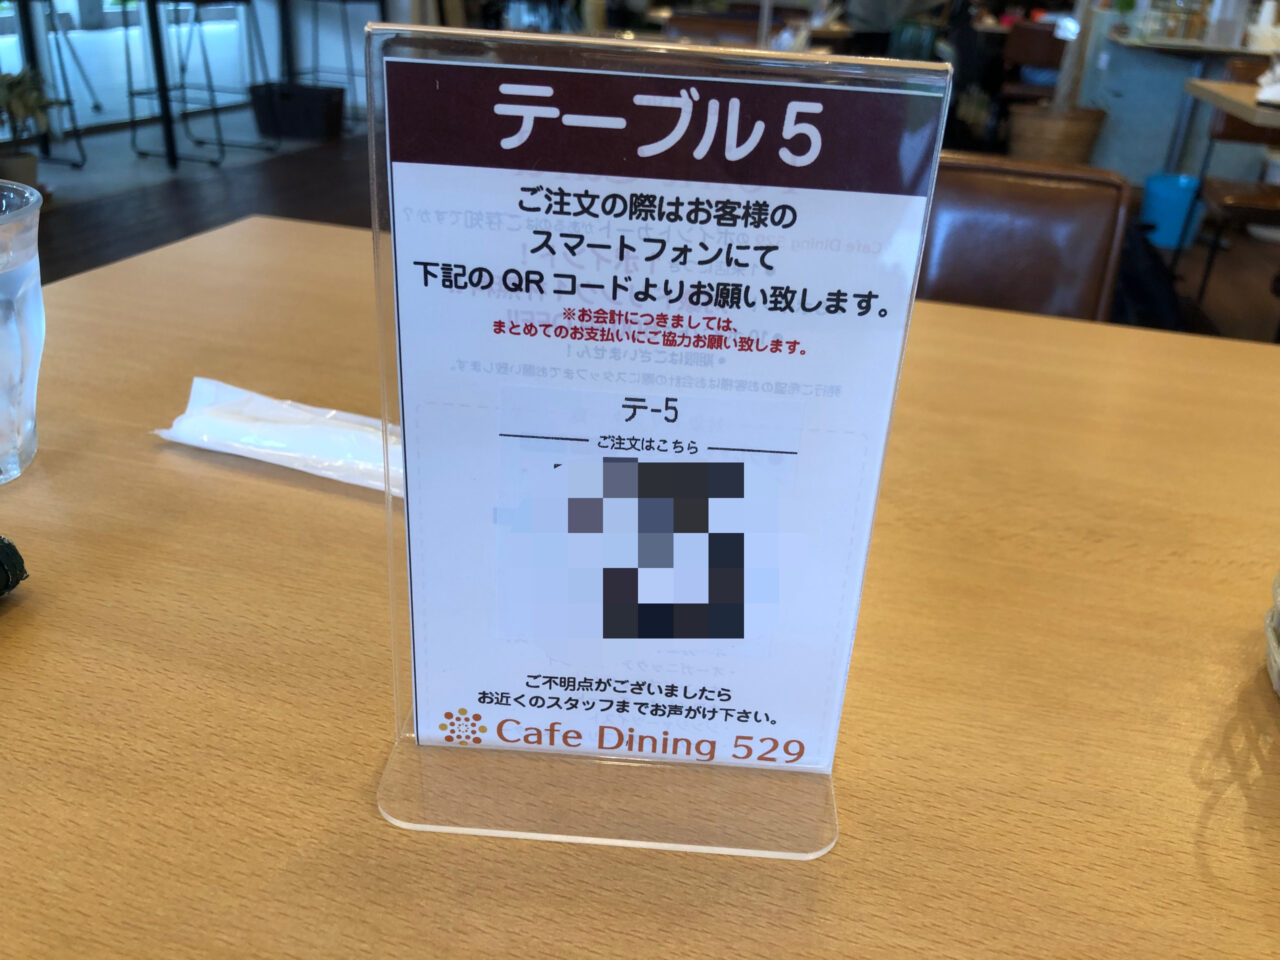 テーブル 5
ご注文の際はお客様の
スマートフォンにて
下記の QR コードよりお願い致します。
※お会計につきましては、
まとめてのお支払いにご協力お願い致します。
テ-5
ご注文はこちら
ご不明点がございましたら
お近くのスタッフまでお声がけ下さい。
Cafe Dining 529